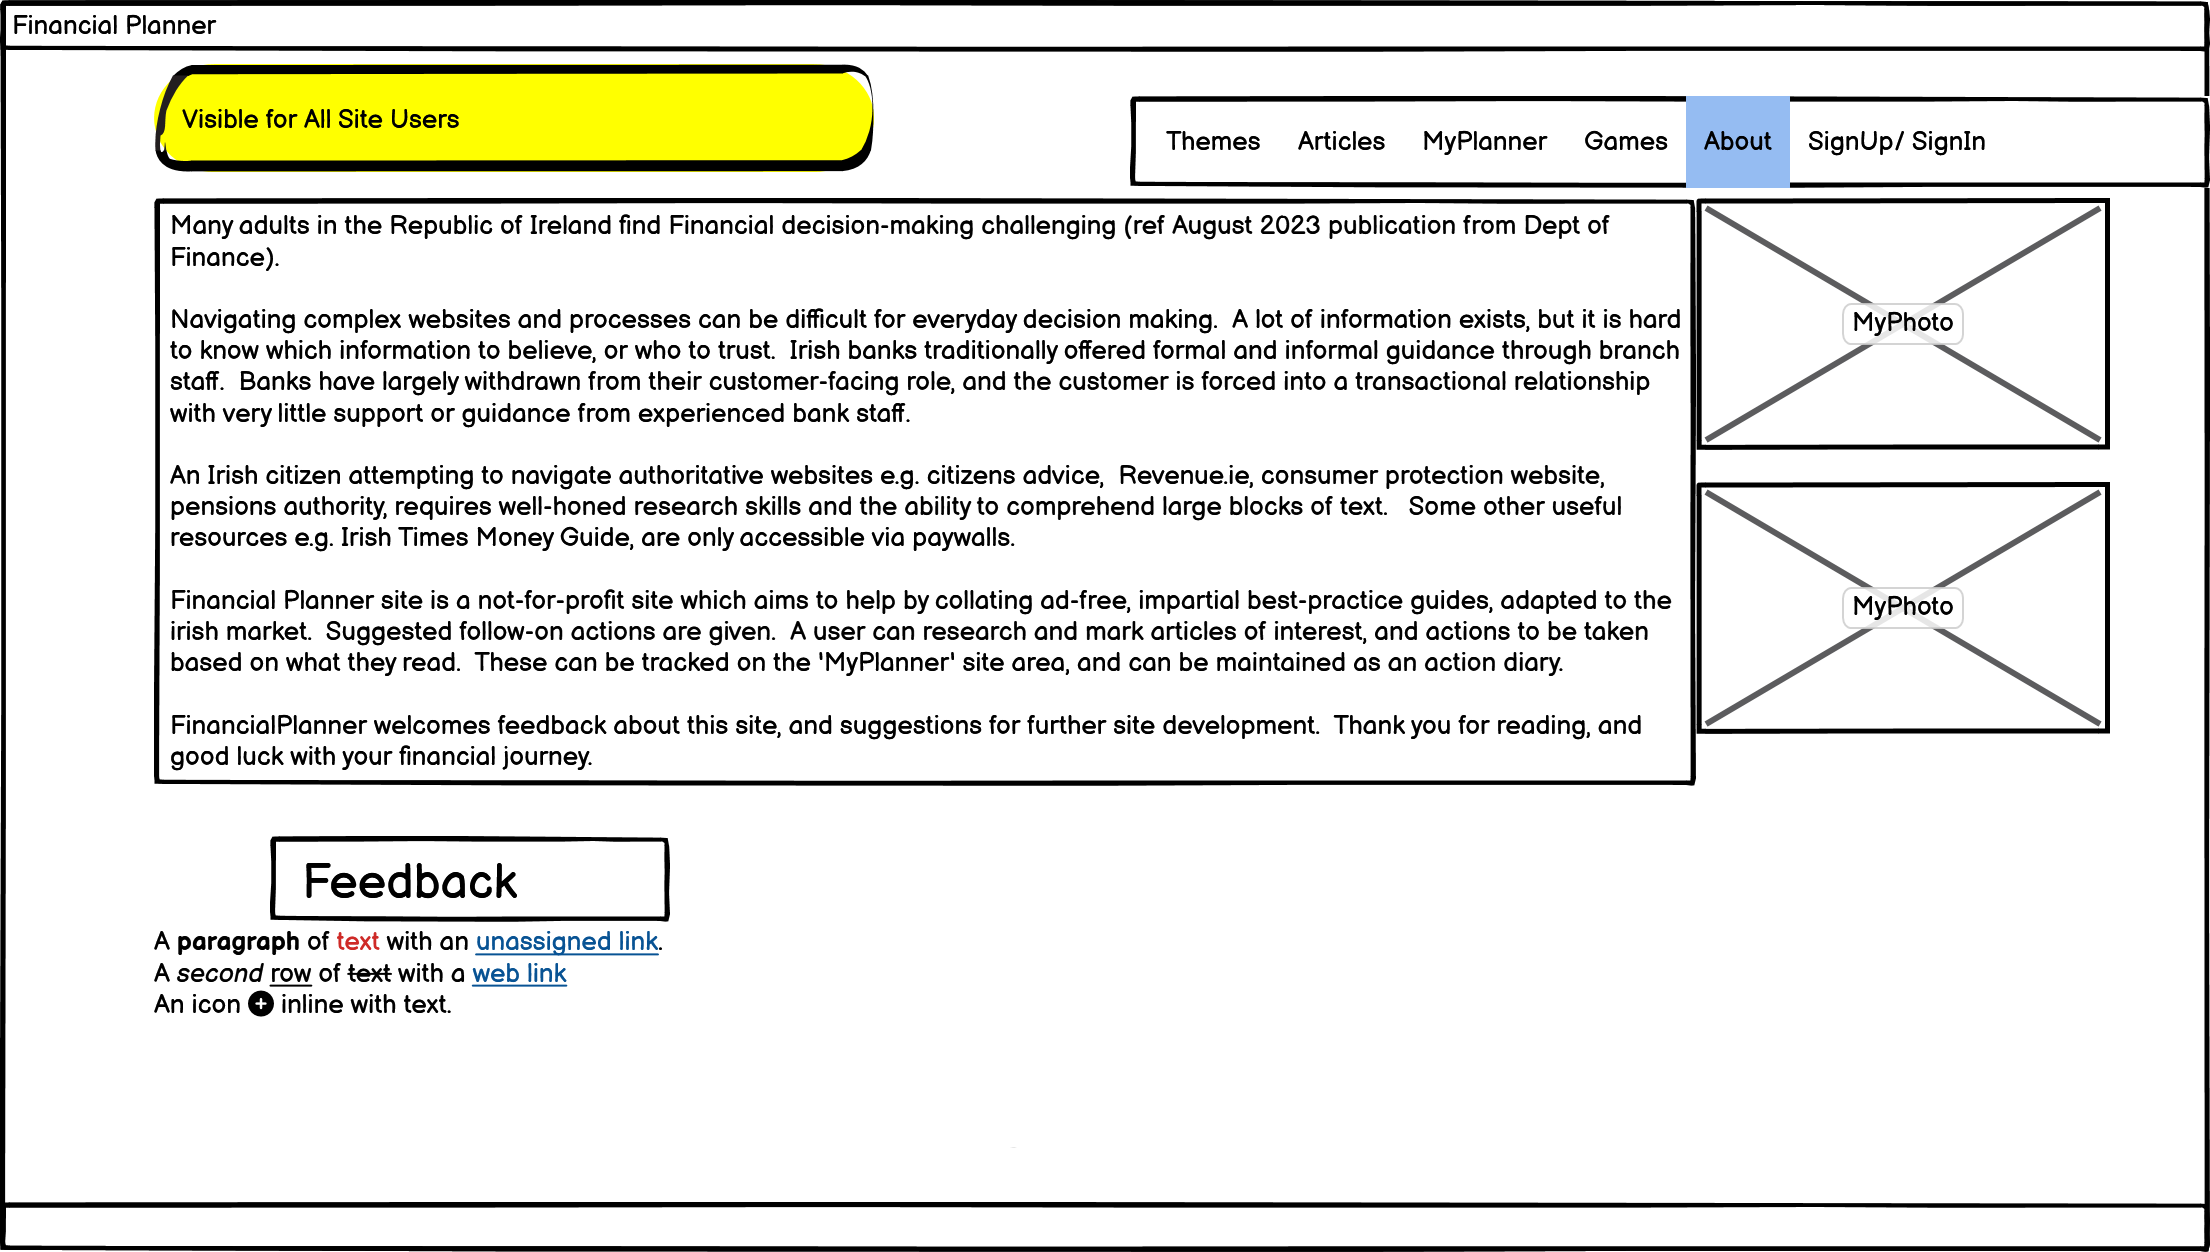 Financial Planner
Visible for All Site Users
Themes Articles MyPlanner Games About SignUp/ SignIn
Many adults in the Republic of Ireland find Financial decision-making challenging (ref August 2023 publication from Dept of
Finance).
Navigating complex websites and processes can be difficult for everyday decision making.  A lot of information exists, but it is hard
to know which information to believe, or who to trust.  Irish banks traditionally offered formal and informal guidance through branch
staff.  Banks have largely withdrawn from their customer-facing role, and the customer is forced into a transactional relationship
with very little support or guidance from experienced bank staff.
An Irish citizen attempting to navigate authoritative websites e.g. citizens advice,  Revenue.ie, consumer protection website,
pensions authority, requires well-honed research skills and the ability to comprehend large blocks of text.   Some other useful
resources e.g. Irish Times Money Guide, are only accessible via paywalls.
Financial Planner site is a not-for-profit site which aims to help by collating ad-free, impartial best-practice guides, adapted to the
irish market.  Suggested follow-on actions are given.  A user can research and mark articles of interest, and actions to be taken
based on what they read.  These can be tracked on the 'MyPlanner' site area, and can be maintained as an action diary.
FinancialPlanner welcomes feedback about this site, and suggestions for further site development.  Thank you for reading, and
good luck with your financial journey.
MyPhoto
MyPhoto
Feedback
A paragraph of text with an unassigned link.
A second row of text with a web link
An icon inline with text.